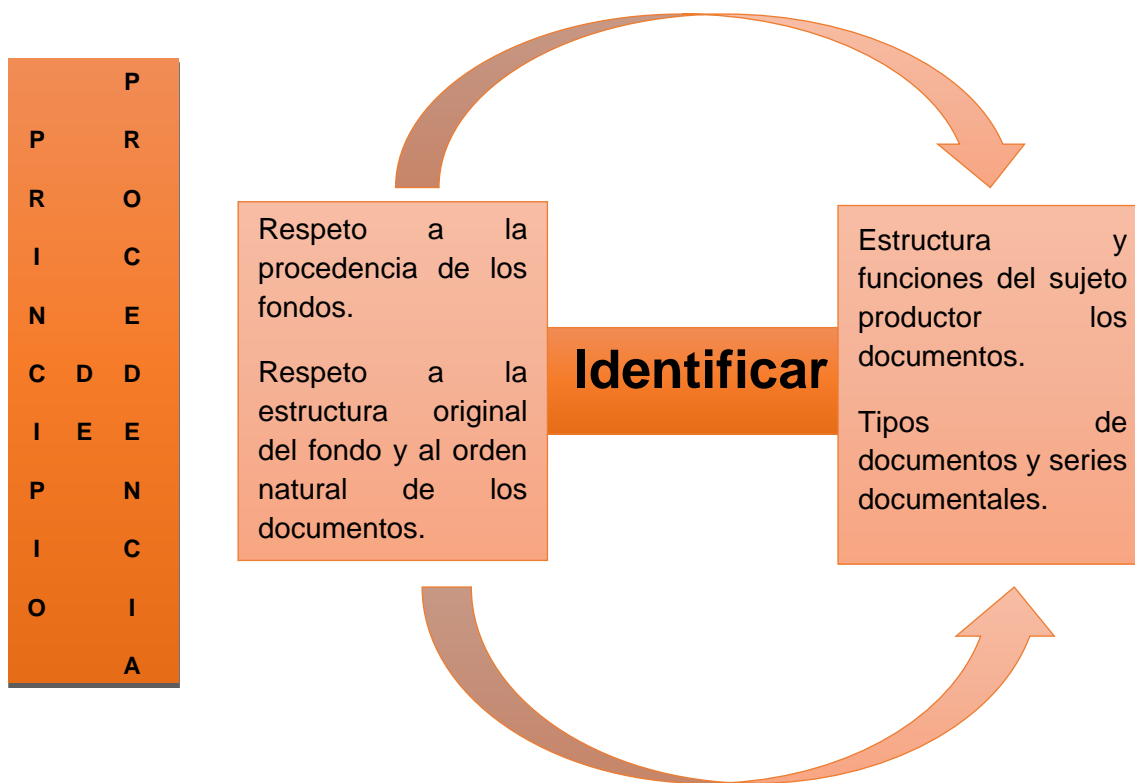 PRINCIPIO
DE
PROCEDENCIA
Respeto a la
procedencia de los
fondos.
Respeto a la
estructura original
del fondo y al orden
natural de los
documentos.
Identificar
Estructura y
funciones del sujeto
productor los
documentos.
Tipos de
documentos y series
documentales.